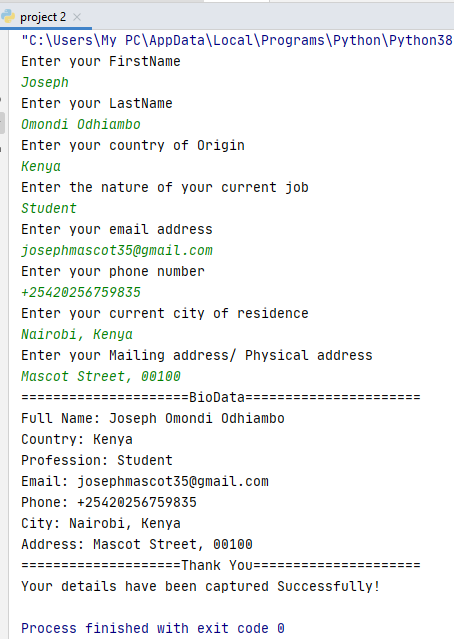 project 2
"C:\Users\My PC\AppData\Local\Programs\Python\Python38
Enter your FirstName
Joseph
Enter your LastName
Omondi Odhiambo
Enter your country of Origin
Kenya
Enter the nature of your current job
Student
Enter your email address
josephmascot35@gmail.com
Enter your phone number
+25420256759835
Enter your current city of residence
Nairobi, Kenya
Enter your Mailing address/ Physical address
Mascot Street, 00100
=====================BioData======================
Full Name: Joseph Omondi Odhiambo
Country: Kenya
Profession: Student
Email: josephmascot35@gmail.com
Phone: +25420256759835
City: Nairobi, Kenya
Address: Mascot Street, 00100
====================Thank You=====================
Your details have been captured Successfully!
Process finished with exit code 0